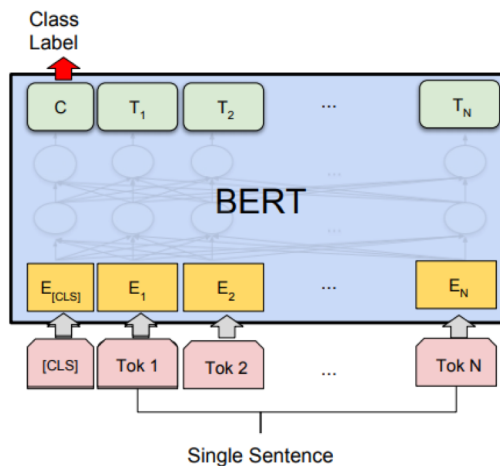 Class
Label
C T1 T2 ... TN
...
BERT
...
E[CLS] E1 E2 ... EN
[CLS] Tok 1 Tok 2 ... Tok N
Single Sentence